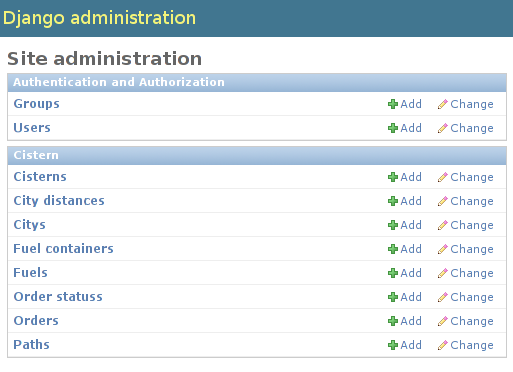 Django administration
Site administration
Authentication and Authorization
Groups Add Change
Users Add Change
Cistern
Cisterns Add Change
City distances Add Change
Citys Add Change
Fuel containers Add Change
Fuels Add Change
Order statuss Add Change
Orders Add Change
Paths Add Change